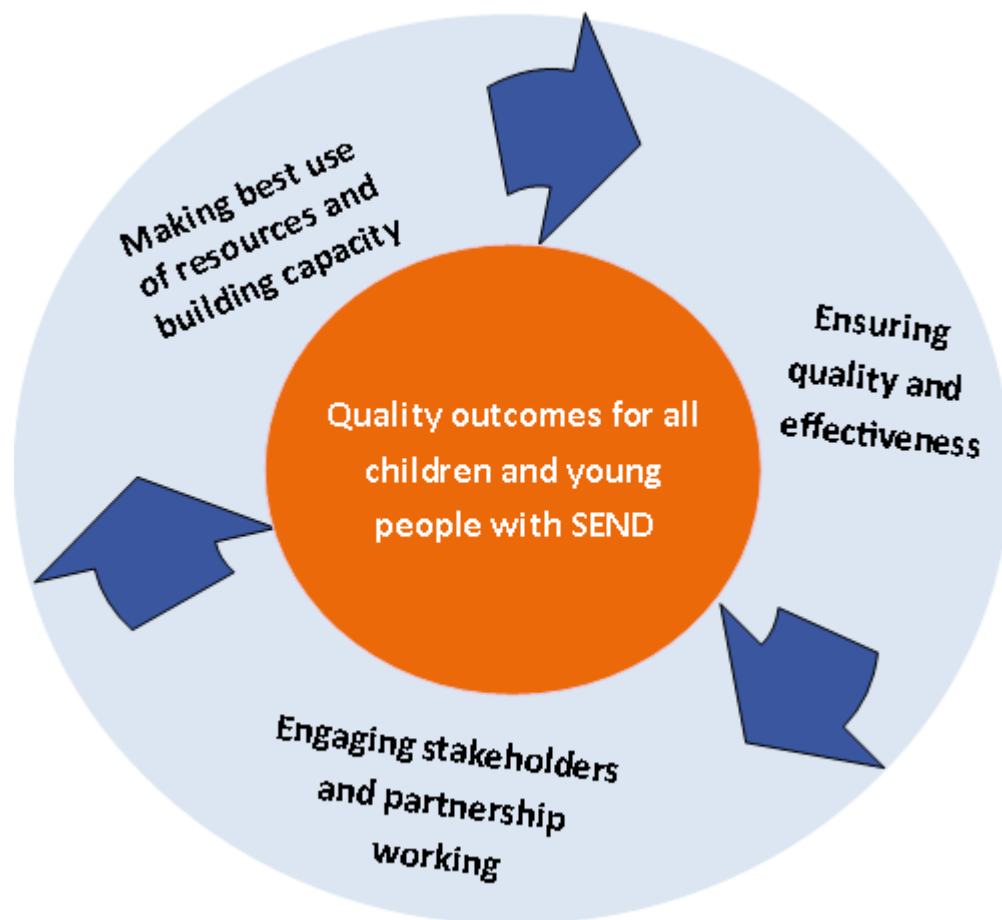 Making best use
of resources and
building capacity
Ensuring
quality and
effectiveness
Quality outcomes for all
children and young
people with SEND
Engaging stakeholders
and partnership
working